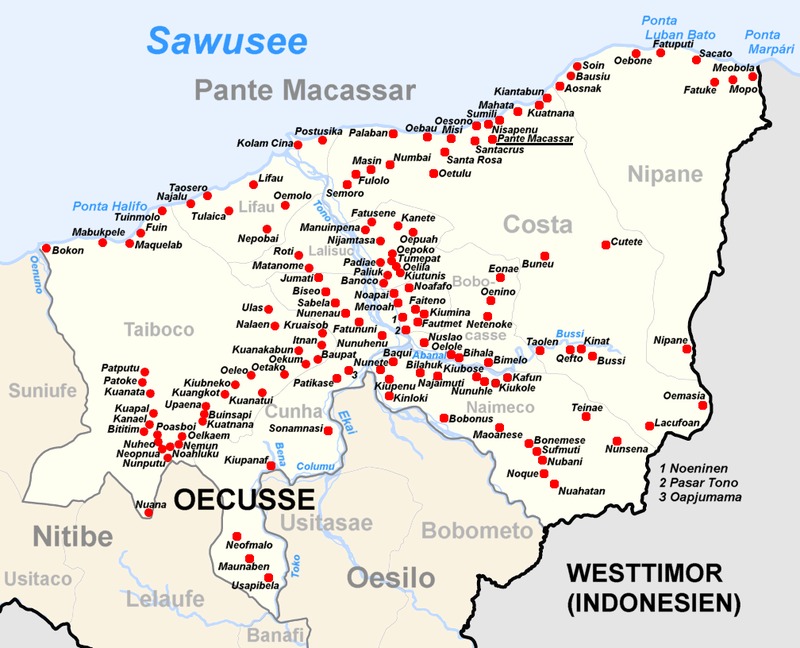 Sawusee
Ponta
Luban Bato
Ponta
Marpári
Fatuputi
Sacato
Oebone
Meobola
Soin
Bausiu
Aosnak
Fatuke
Mopo
Pante Macassar
Kiantabun
Mahata
Kuatnana
Sumili
Oesono
Nisapenu
Postusika
Palaban
Oebau
Misi
Pante Macassar
Kolam Cina
Santacrus
Santa Rosa
Masin
Numbai
Oetulu
Fulolo
Semoro
Nipane
Lifau
Taosero
Najalu
Oemolo
Ponta Halifo
Tuinmolo
Tulaica
Lifau
Tono
Fatusene
Kanete
Costa
Fuin
Mabukpele
Maquelab
Nepobai
Manuinpena
Nijamtasa
Oepuah
Cutete
Bokon
Oenuno
Roti
Lalisuc
Oepoko
Tumepat
Buneu
Matanome
Padiae
Oelila
Paliuk
Kiutunis
Eonae
Jumati
Banoco
Noafafo
Bobo-
Biseo
Noapai
Oenino
Sabela
Menoah
Faiteno
Ulas
Nunenau
Kiumina
1
Taiboco
Nalaen
Kruaisob
Fatununi
2
Fautmet
Netenoke
casse
Itnan
Nunuhenu
Nuslao
Bussi
Kuanakabun
Baupat
Baqui
Abanai
Oelole
Taolen
Kinat
Nipane
Oekum
Nunete
Bihala
Bimelo
Qefto
Bussi
Patputu
Oeleo
Oetako
3
Bilahuk
Kiubose
Suniufe
Patoke
Kiubneko
Patikase
Kiupenu
Najaimuti
Kafun
Kuanata
Kuangkot
Kuanatui
Kinloki
Nunuhle
Kiukole
Oemasia
Kuapal
Upaena
Cunha
Naimeco
Kanael
Buinsapi
Ekai
Teinae
Bititim
Poasboi
Kuatnana
Sonamnasi
Bobonus
Lacufoan
Oelkaem
Maoanese
Nuheo
Nemun
Bonemese
Nunsena
Neopnua
Noahluku
Bena
Sufmuti
Nunputu
Kiupanaf
Columu
Nubani
1 Noeninen
Noque
2 Pasar Tono
Nuana
OECUSSE
Nuahatan
3 Oapjumama
Nitibe
Usitasae
Bobometo
Neofmalo
Maunaben
Toko
Usitaco
Usapibela
Oesilo
WESTTIMOR
Lelaufe
(INDONESIEN)
Banafi